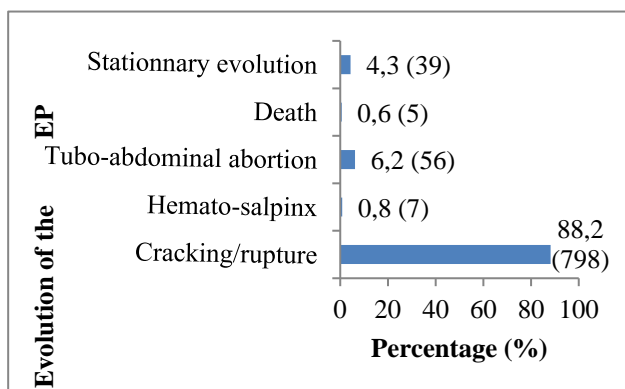 Evolution of the EP
Stationnary evolution
4,3 (39)
Death
0,6 (5)
Tubo-abdominal abortion
6,2 (56)
Hemato-salpinx
0,8 (7)
Cracking/rupture
88,2
(798)
0 20 40 60 80 100
Percentage (%)